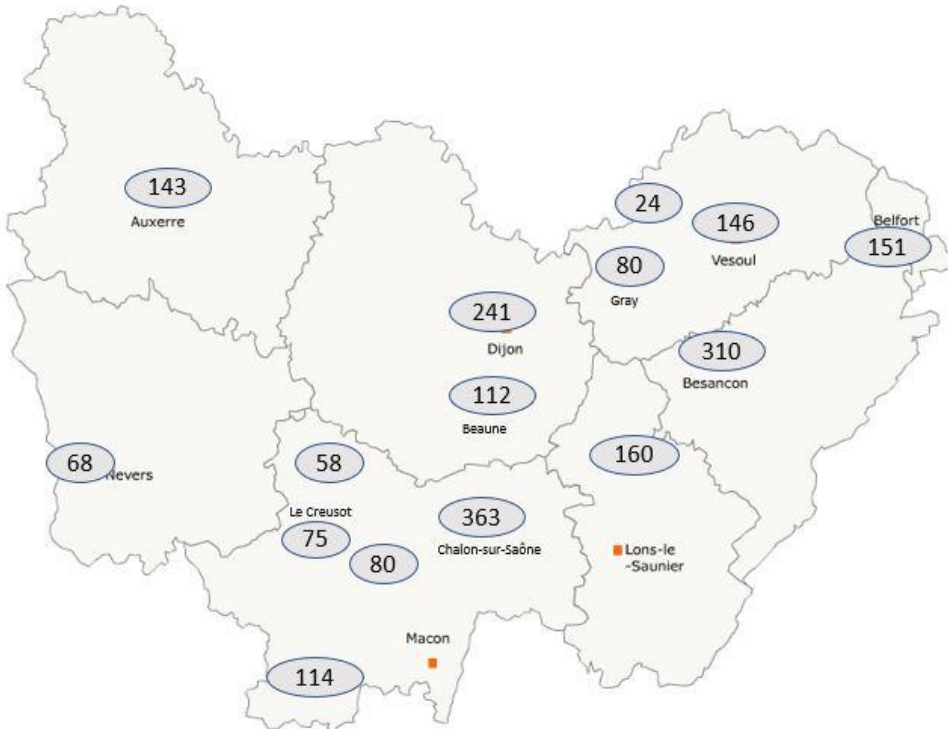 143
Auxerre
24
146
Vesoul
Belfort
151
80
Gray
241
Dijon
310
Besancon
112
Beaune
68
Nevers
58
160
Le Creusot
75
80
363
Chalon-sur-Saône
Lons-le
-Saunier
Macon
114